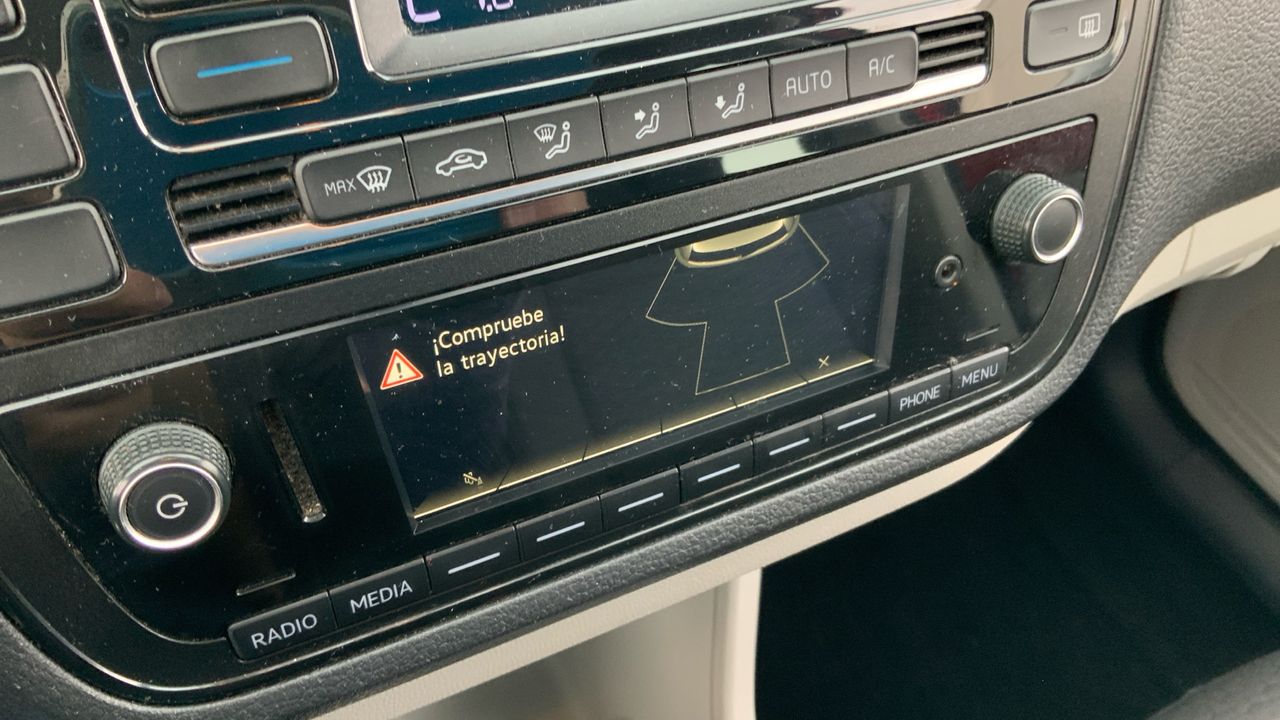 MAX
AUTO
A/C
¡Compruebe
la trayectoria!
RADIO
MEDIA
PHONE
MENU